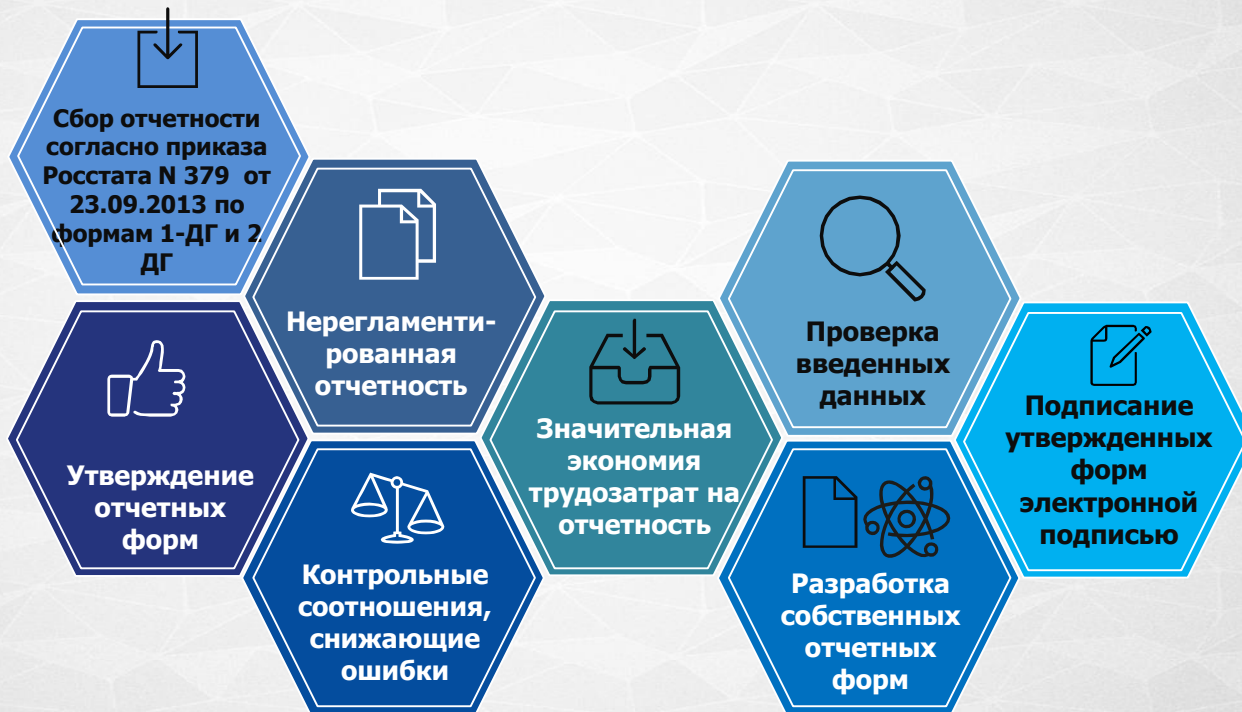 Сбор отчетности
согласно приказа
Росстата N 379 от
23.09.2013 по
формам 1-ДГ и 2
ДГ
Нерегламенти-
рованная
отчетность
Проверка
введенных
данных
Утверждение
отчетных
форм
Значительная
экономия
трудозатрат на
отчетность
Подписание
утвержденных
форм
электронной
подписью
Контрольные
соотношения,
снижающие
ошибки
Разработка
собственных
отчетных
форм